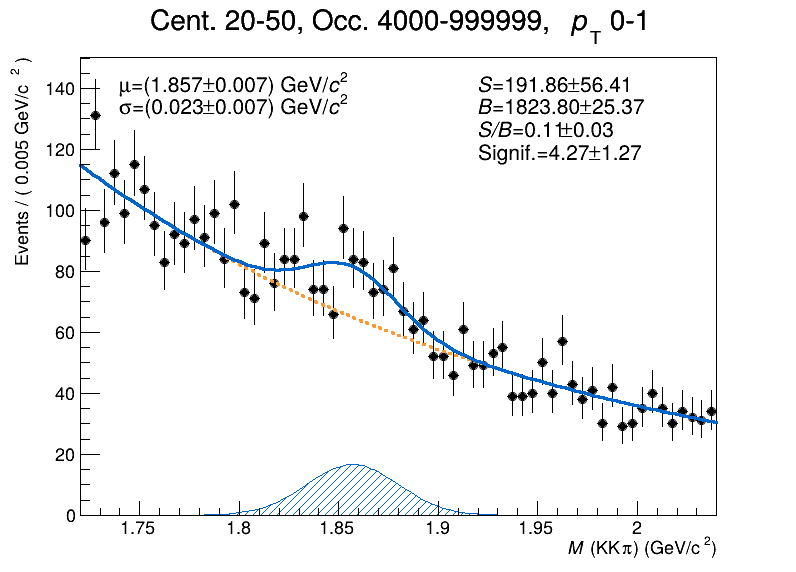 Cent. 20-50, Occ. 4000-999999, pT 0-1
μ=(1.857±0.007) GeV/c²
σ=(0.023±0.007) GeV/c²
S=191.86±56.41
B=1823.80±25.37
S/B=0.11±0.03
Signif.=4.27±1.27
Events / ( 0.005 GeV/c² )
140
120
100
80
60
40
20
0
1.75 1.8 1.85 1.9 1.95 2
M (KKπ) (GeV/c²)